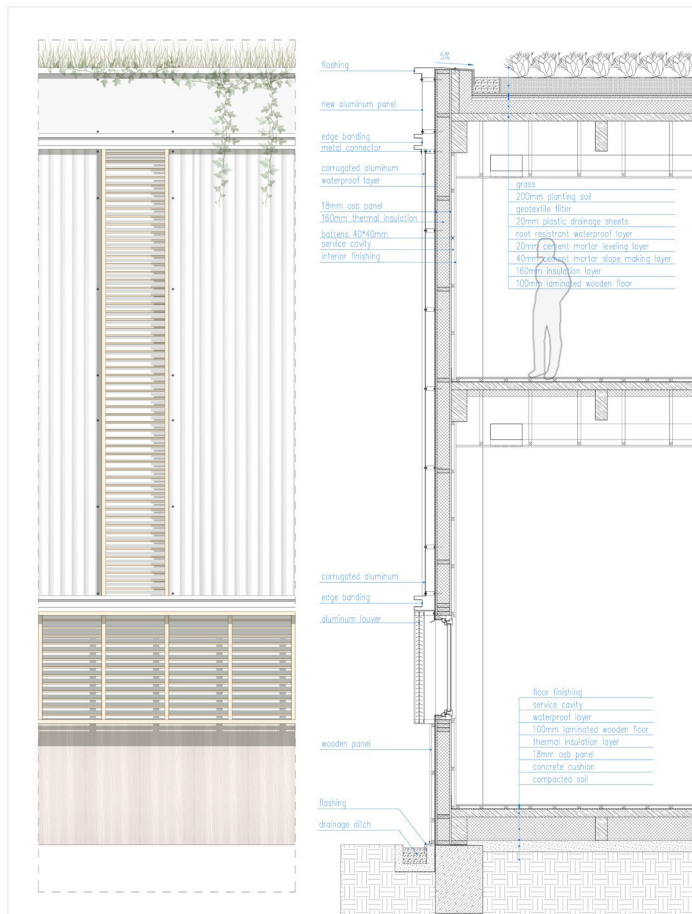 5%
flashing
new aluminum panel
edge banding
metal connector
corrugated aluminum
waterproof layer
18mm osb panel
160mm thermal insulation
battens 40*40mm
service cavity
interior finishing
grass
200mm planting soil
geotextile filter
20mm plastic drainage sheets
root resistrant waterproof layer
20mm cement mortar leveling layer
40mm cement mortar slope making layer
160mm insulation layer
100mm laminated wooden floor
corrugated aluminum
edge banding
aluminum louver
wooden panel
flashing
drainage ditch
floor finishing
service cavity
waterproof layer
100mm laminated wooden floor
thermal insulation layer
18mm osb panel
concrete cushion
compacted soil